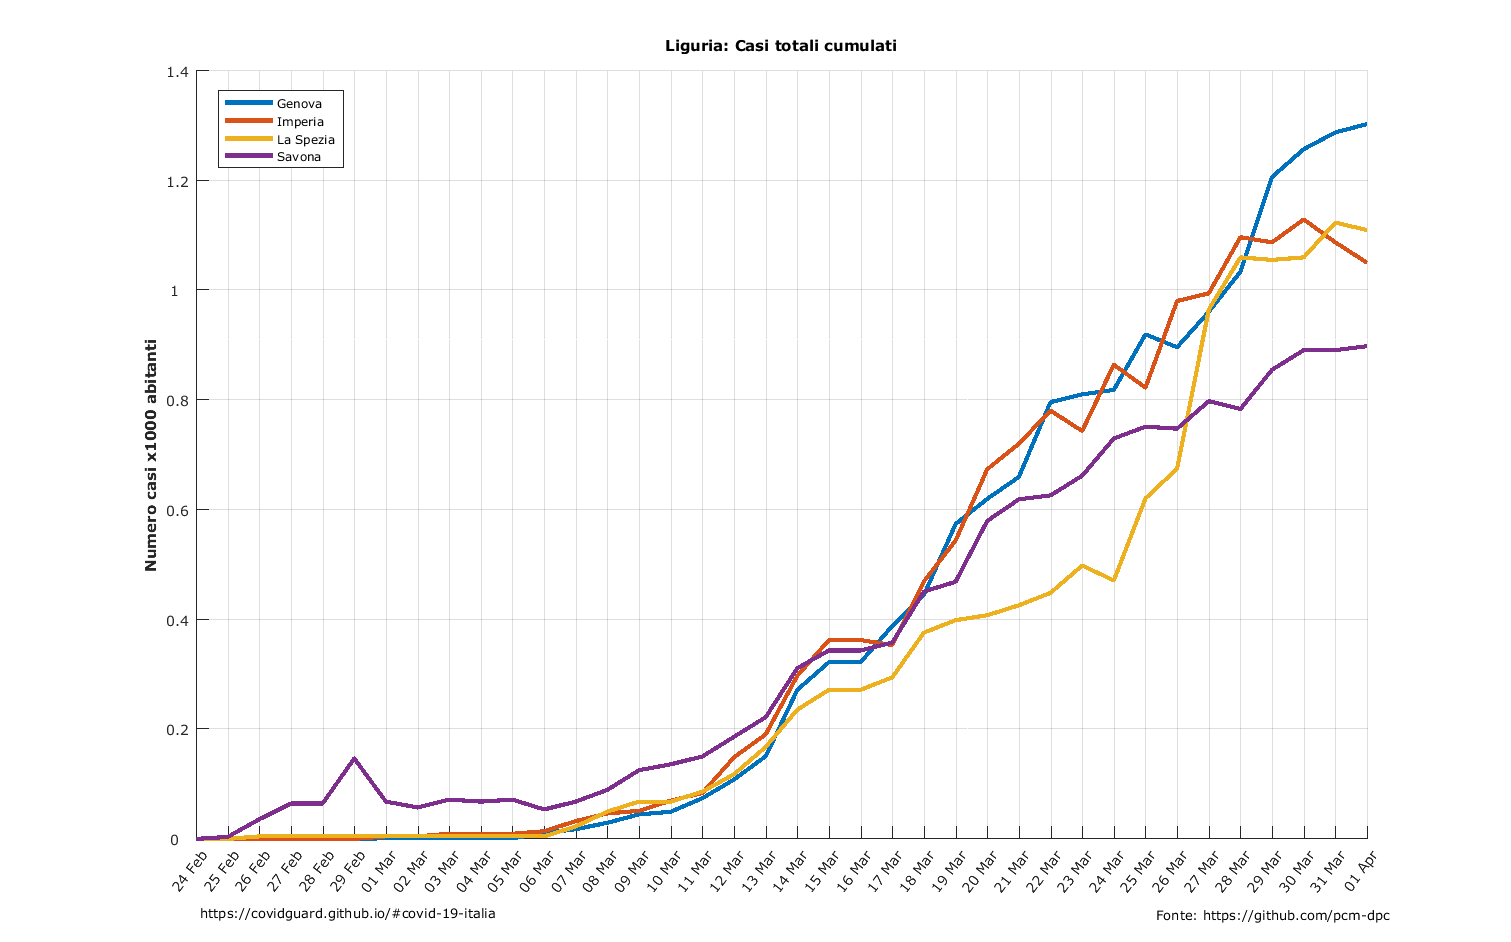 Liguria: Casi totali cumulati
1.4
1.2
1
0.8
0.6
0.4
0.2
0
Numero casi x1000 abitanti
Genova
Imperia
La Spezia
Savona
24 Feb
25 Feb
26 Feb
27 Feb
28 Feb
29 Feb
01 Mar
02 Mar
03 Mar
04 Mar
05 Mar
06 Mar
07 Mar
08 Mar
09 Mar
10 Mar
11 Mar
12 Mar
13 Mar
14 Mar
15 Mar
16 Mar
17 Mar
18 Mar
19 Mar
20 Mar
21 Mar
22 Mar
23 Mar
24 Mar
25 Mar
26 Mar
27 Mar
28 Mar
29 Mar
30 Mar
31 Mar
01 Apr
https://covidguard.github.io/#covid-19-italia
Fonte: https://github.com/pcm-dpc